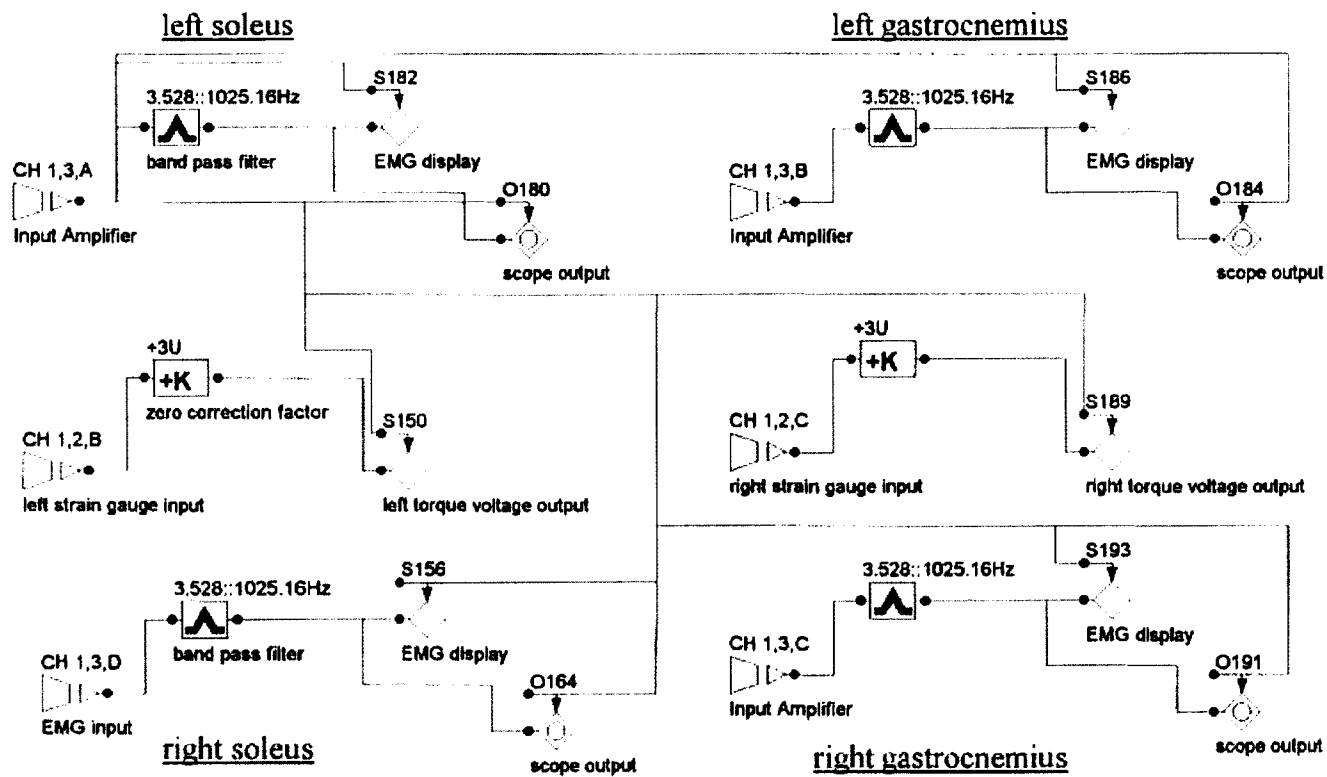 left soleus
S182
3.528::1025.16Hz
band pass filter
EMG display
CH 1,3,A
Input Amplifier
O180
scope output
left gastrocnemius
S186
3.528::1025.16Hz
EMG display
CH 1,3,B
Input Amplifier
O184
scope output
+3U
+K
zero correction factor
S150
CH 1,2,B
left strain gauge input
left torque voltage output
+3U
+K
S189
CH 1,2,C
right strain gauge input
right torque voltage output
S156
3.528::1025.16Hz
band pass filter
EMG display
CH 1,3,D
EMG input
O164
scope output
right soleus
S193
3.528::1025.16Hz
EMG display
CH 1,3,C
Input Amplifier
O191
scope output
right gastrocnemius